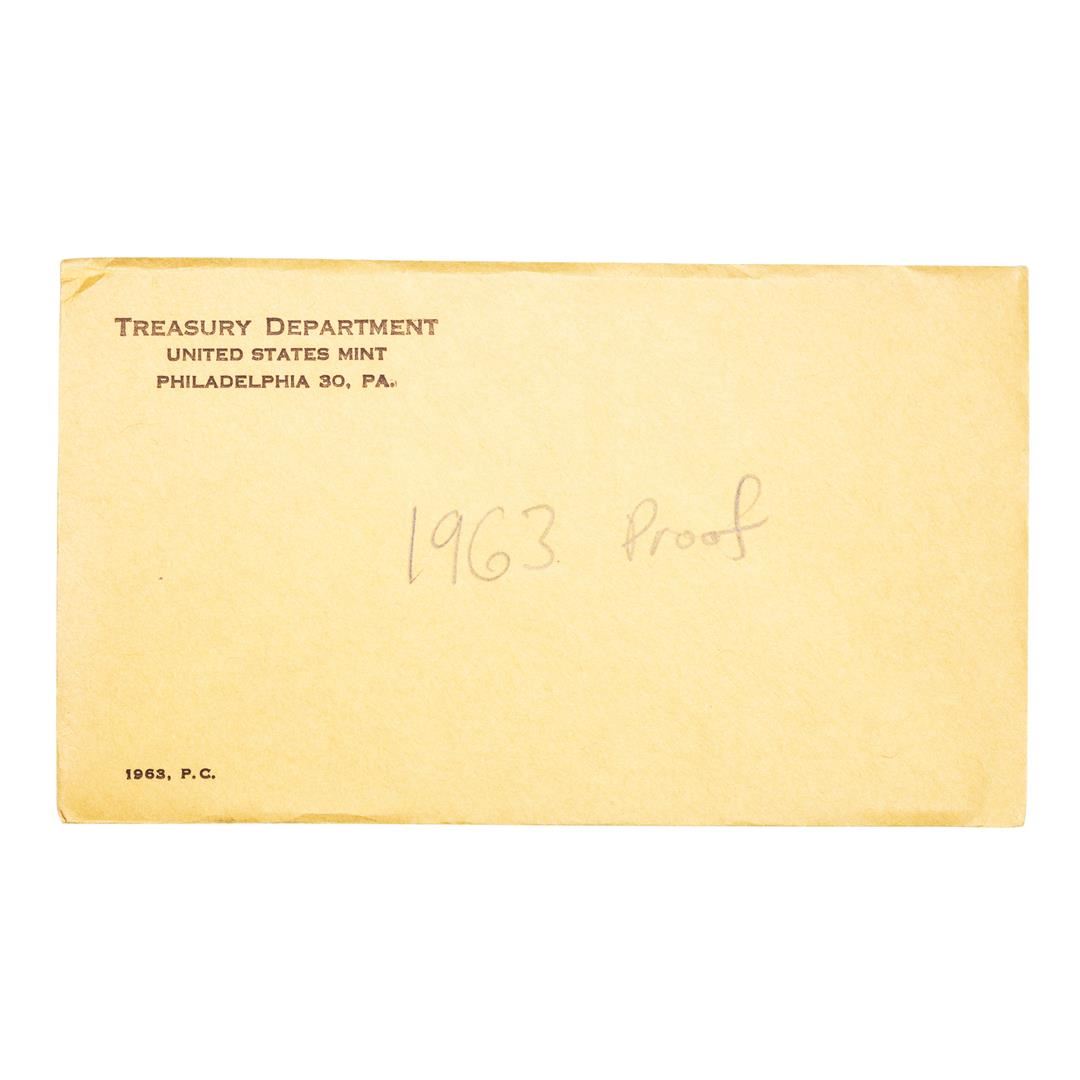 TREASURY DEPARTMENT
UNITED STATES MINT
PHILADELPHIA 30, PA.
1963 Proof
1963, P.C.